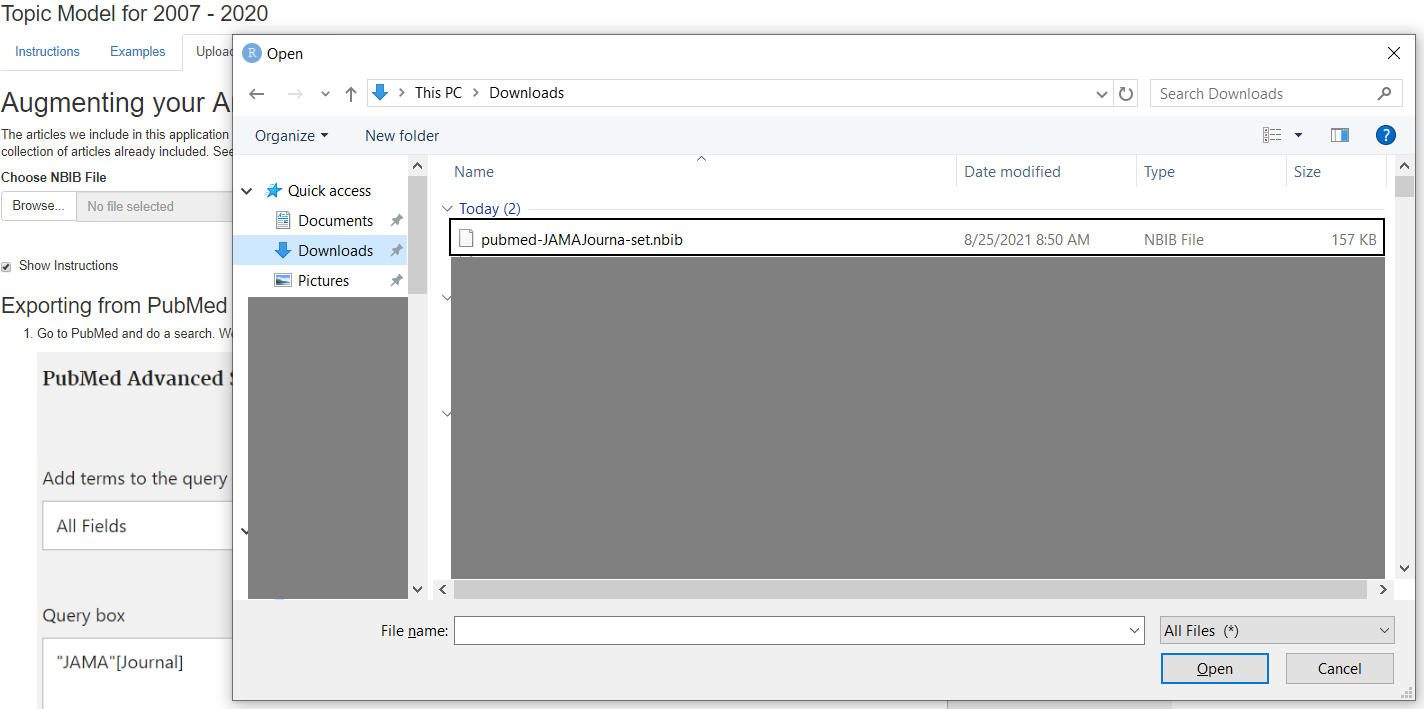 Topic Model for 2007 - 2020
Instructions Examples
Augmenting your
The articles we include in this application
collection of articles already included. See
Choose NBIB File
Browse... No file selected
Show Instructions
Exporting from PubMed
1. Go to PubMed and do a search.
PubMed Advanced
Add terms to the query
All Fields
Query box
"JAMA"[Journal]
R Open
This PC > Downloads
Search Downloads
Organize New folder
?
Quick access
Documents
Downloads
Pictures
Name Date modified Type Size
Today (2)
pubmed-JAMAJourna-set.nbib 8/25/2021 8:50 AM NBIB File 157 KB
File name:
All Files (*)
Open Cancel